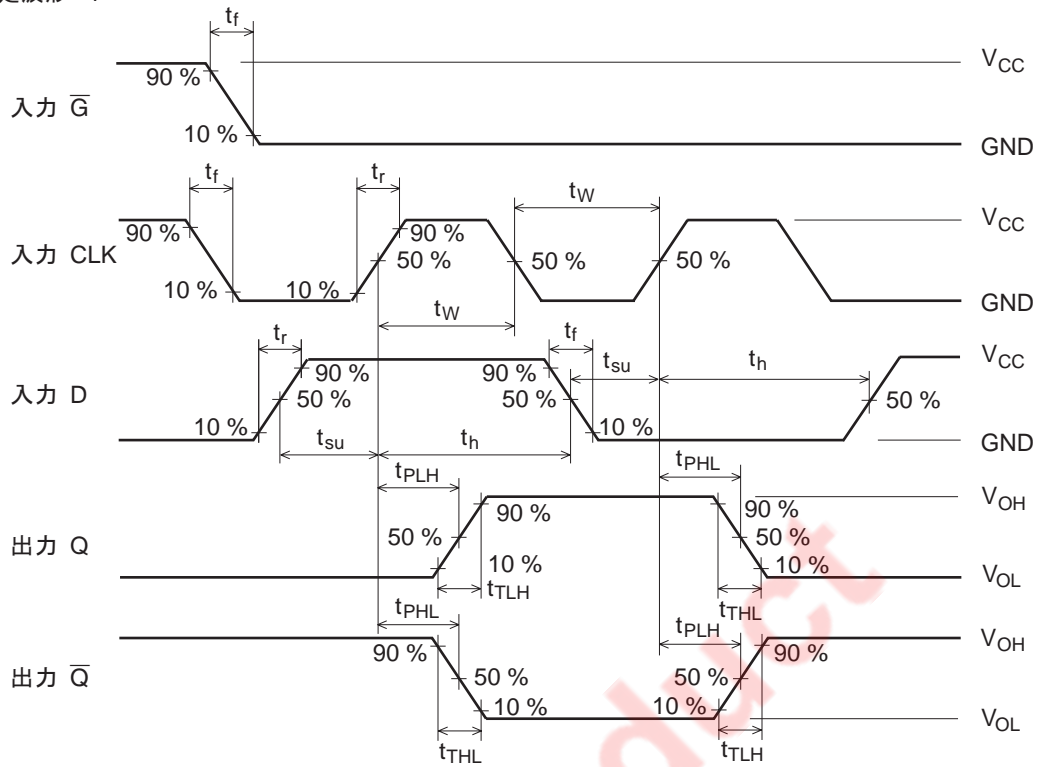 tf
VCC
90 %
入力 G̅
10 %
GND
tf
tr
tW
VCC
90 %
90 %
入力 CLK
50 %
50 %
50 %
10 %
10 %
GND
tW
tr
tf
tsu
th
VCC
90 %
90 %
入力 D
50 %
50 %
50 %
10 %
10 %
tsu
th
GND
tPLH
tPHL
VOH
90 %
90 %
出力 Q
50 %
50 %
10 %
10 %
VOL
tTLH
tTHL
tPHL
tPLH
VOH
90 %
90 %
出力 Q̅
50 %
50 %
10 %
10 %
VOL
tTHL
tTLH
duct